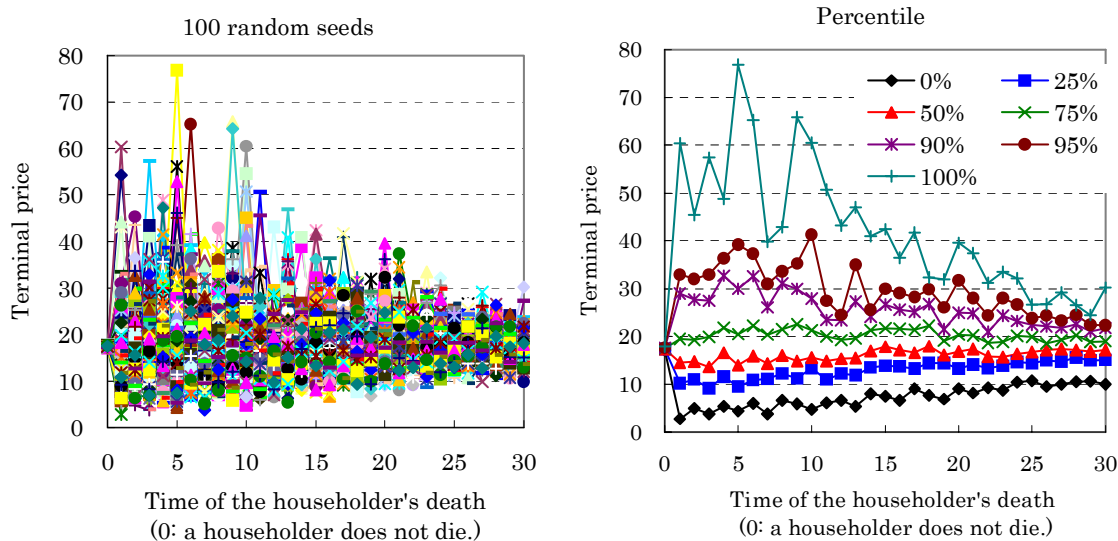 100 random seeds
Terminal price
80
70
60
50
40
30
20
10
0
0 5 10 15 20 25 30
Time of the householder's death
(0: a householder does not die.)
Percentile
Terminal price
80
70
60
50
40
30
20
10
0
0% 25%
50% 75%
90% 95%
100%
0 5 10 15 20 25 30
Time of the householder's death
(0: a householder does not die.)